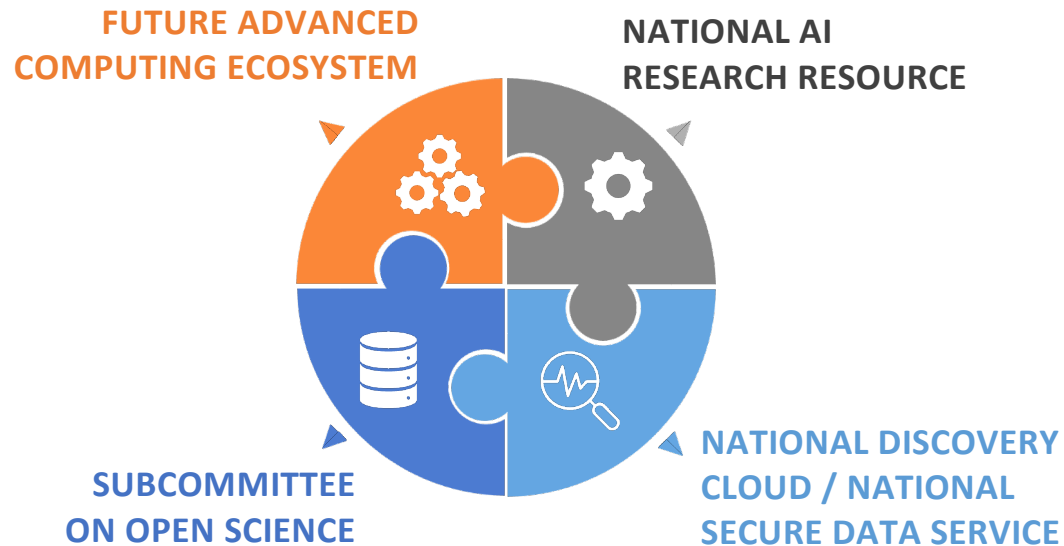 FUTURE ADVANCED
COMPUTING ECOSYSTEM
NATIONAL AI
RESEARCH RESOURCE
SUBCOMMITTEE
ON OPEN SCIENCE
NATIONAL DISCOVERY
CLOUD / NATIONAL
SECURE DATA SERVICE